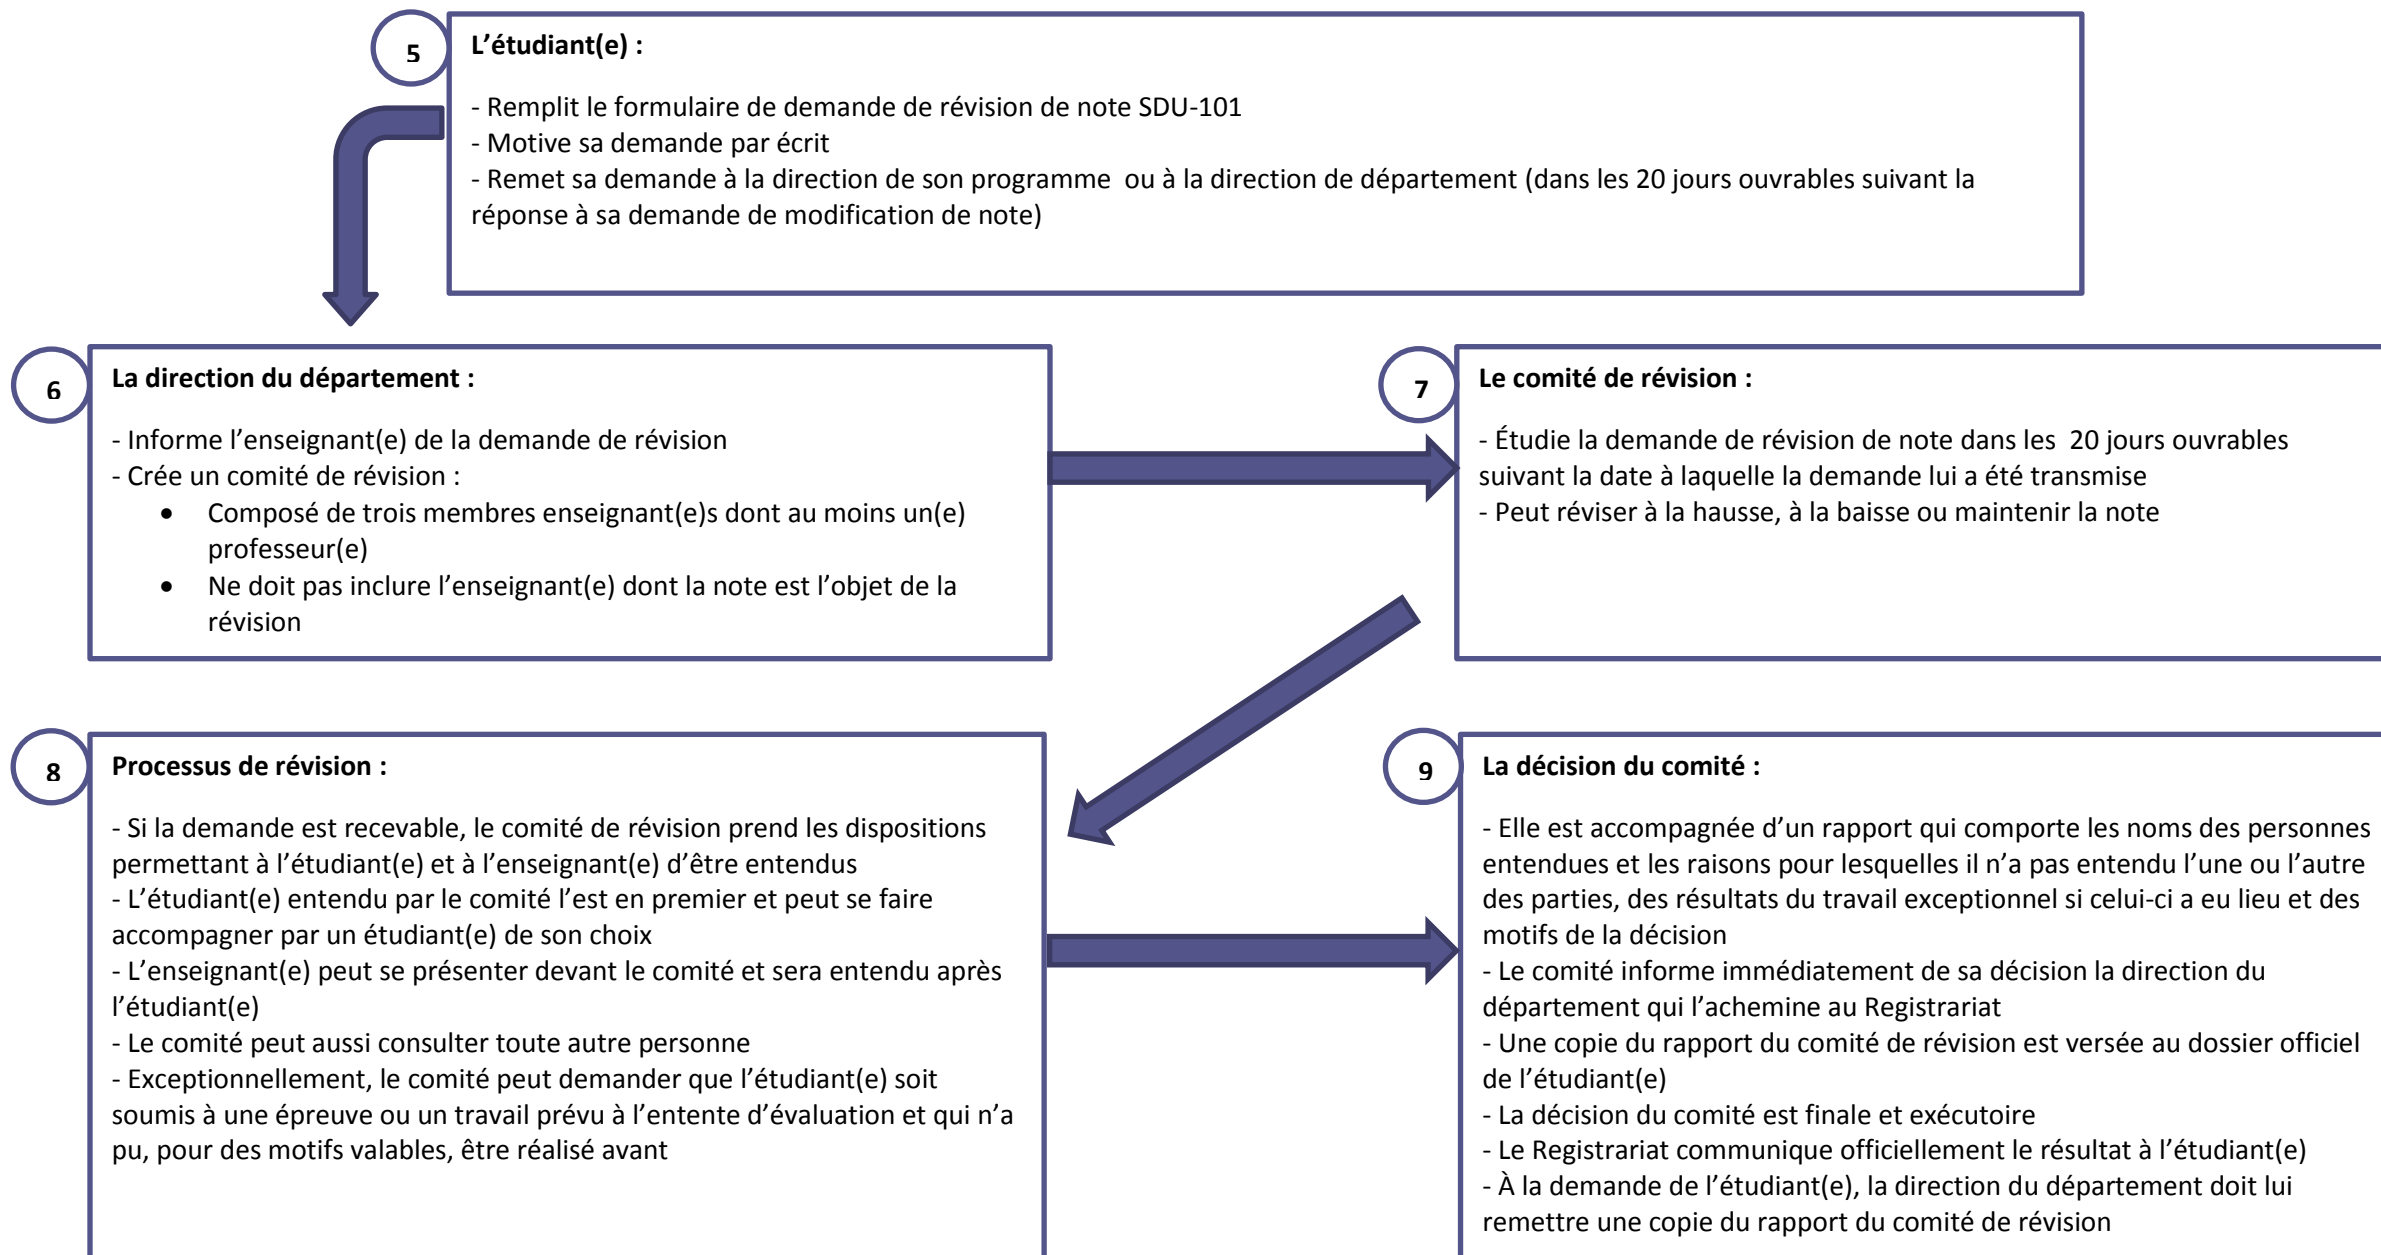 5
L’étudiant(e) :
- Remplit le formulaire de demande de révision de note SDU-101
- Motive sa demande par écrit
- Remet sa demande à la direction de son programme  ou à la direction de département (dans les 20 jours ouvrables suivant la
réponse à sa demande de modification de note)
6
La direction du département :
- Informe l’enseignant(e) de la demande de révision
- Crée un comité de révision :
• Composé de trois membres enseignant(e)s dont au moins un(e)
professeur(e)
• Ne doit pas inclure l’enseignant(e) dont la note est l’objet de la
révision
7
Le comité de révision :
- Étudie la demande de révision de note dans les  20 jours ouvrables
suivant la date à laquelle la demande lui a été transmise
- Peut réviser à la hausse, à la baisse ou maintenir la note
8
Processus de révision :
- Si la demande est recevable, le comité de révision prend les dispositions
permettant à l’étudiant(e) et à l’enseignant(e) d’être entendus
- L’étudiant(e) entendu par le comité l’est en premier et peut se faire
accompagner par un étudiant(e) de son choix
- L’enseignant(e) peut se présenter devant le comité et sera entendu après
l’étudiant(e)
- Le comité peut aussi consulter toute autre personne
- Exceptionnellement, le comité peut demander que l’étudiant(e) soit
soumis à une épreuve ou un travail prévu à l’entente d’évaluation et qui n’a
pu, pour des motifs valables, être réalisé avant
9
La décision du comité :
- Elle est accompagnée d’un rapport qui comporte les noms des personnes
entendues et les raisons pour lesquelles il n’a pas entendu l’une ou l’autre
des parties, des résultats du travail exceptionnel si celui-ci a eu lieu et des
motifs de la décision
- Le comité informe immédiatement de sa décision la direction du
département qui l’achemine au Registrariat
- Une copie du rapport du comité de révision est versée au dossier officiel
de l’étudiant(e)
- La décision du comité est finale et exécutoire
- Le Registrariat communique officiellement le résultat à l’étudiant(e)
- À la demande de l’étudiant(e), la direction du département doit lui
remettre une copie du rapport du comité de révision